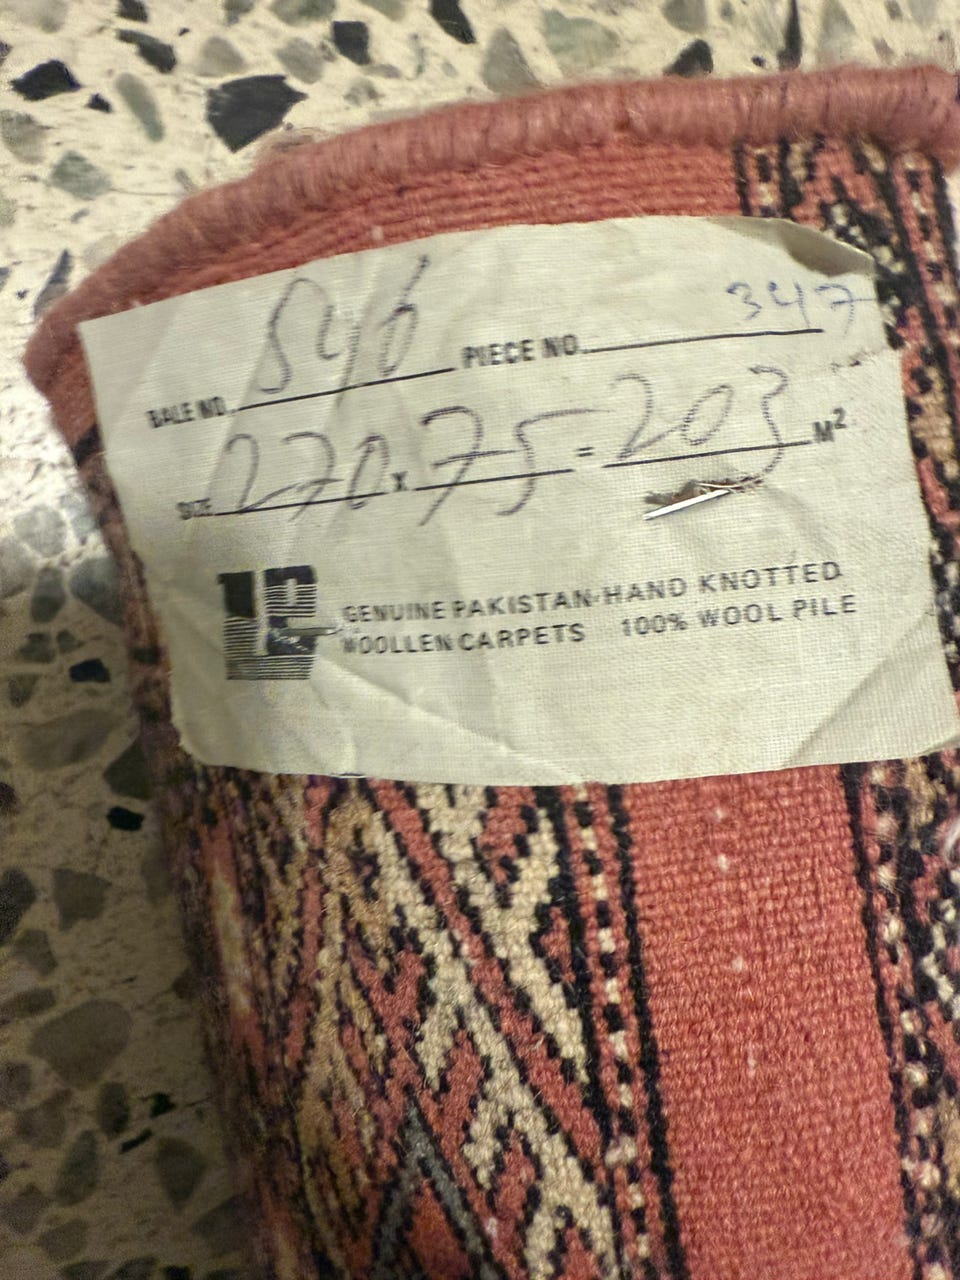 BALE NO. 546 PIECE NO. 347
SIZE 270 x 75 = 203 M²
GENUINE PAKISTAN HAND KNOTTED
WOOLLEN CARPETS 100% WOOL PILE